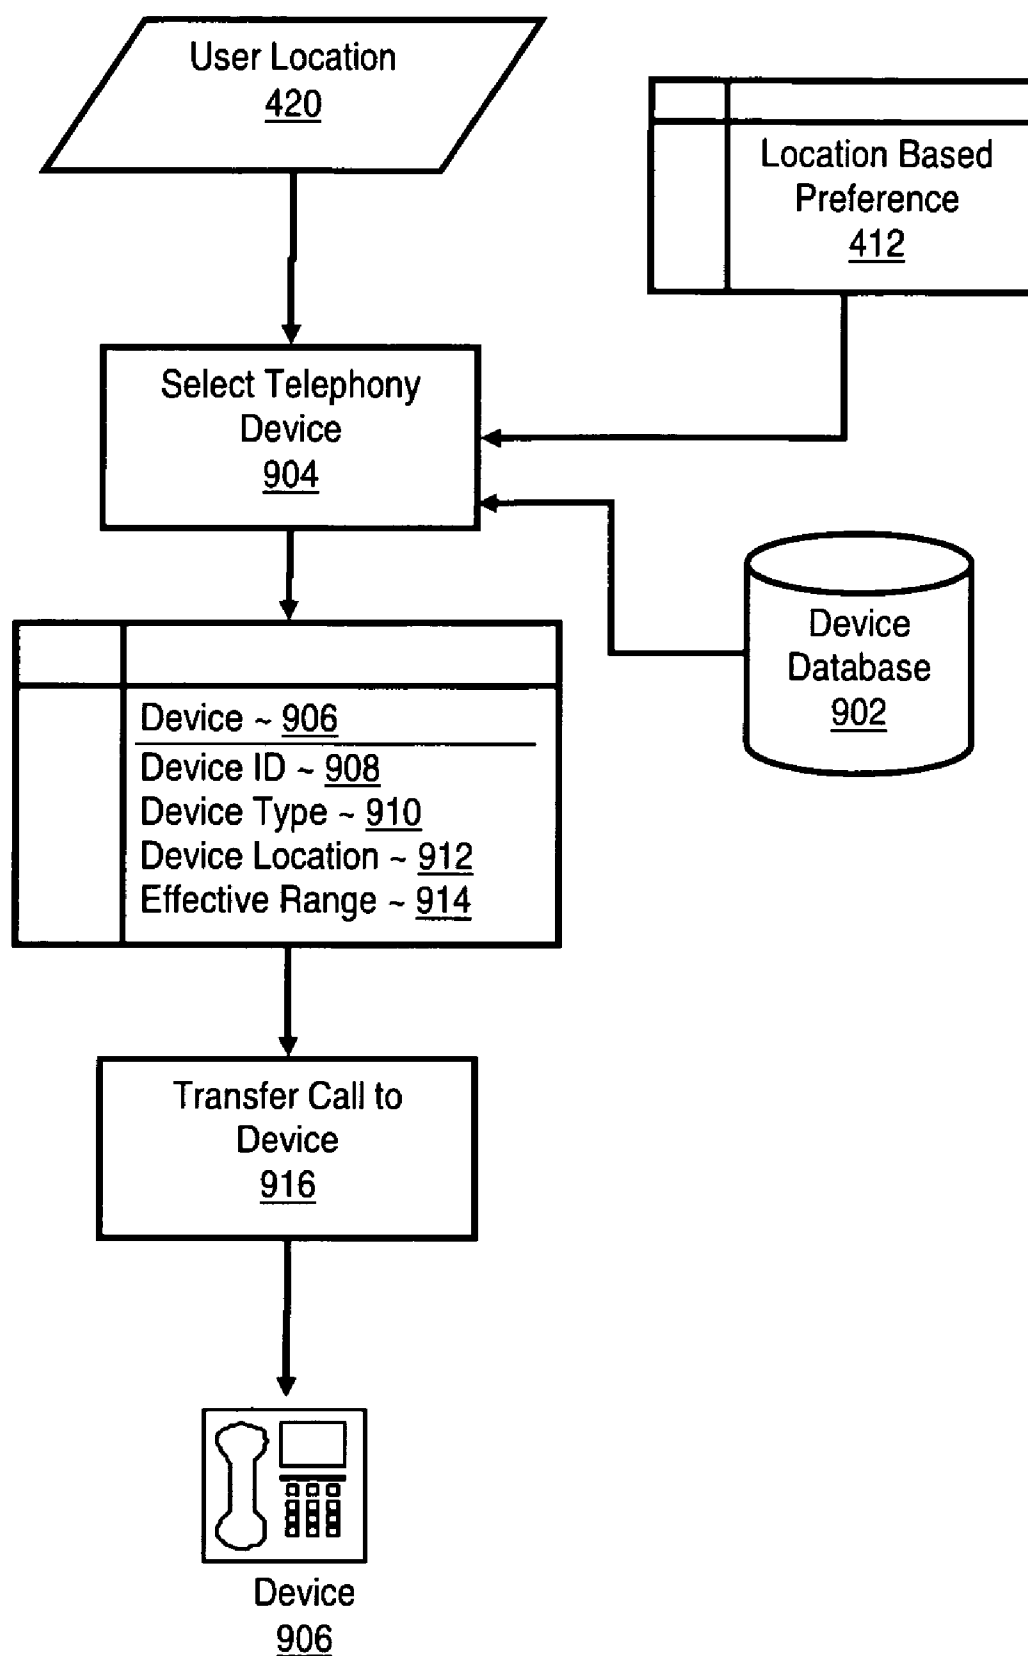 User Location
420
Location Based
Preference
412
Select Telephony
Device
904
Device
Database
902
Device ~ 906
Device ID ~ 908
Device Type ~ 910
Device Location ~ 912
Effective Range ~ 914
Transfer Call to
Device
916
Device
906